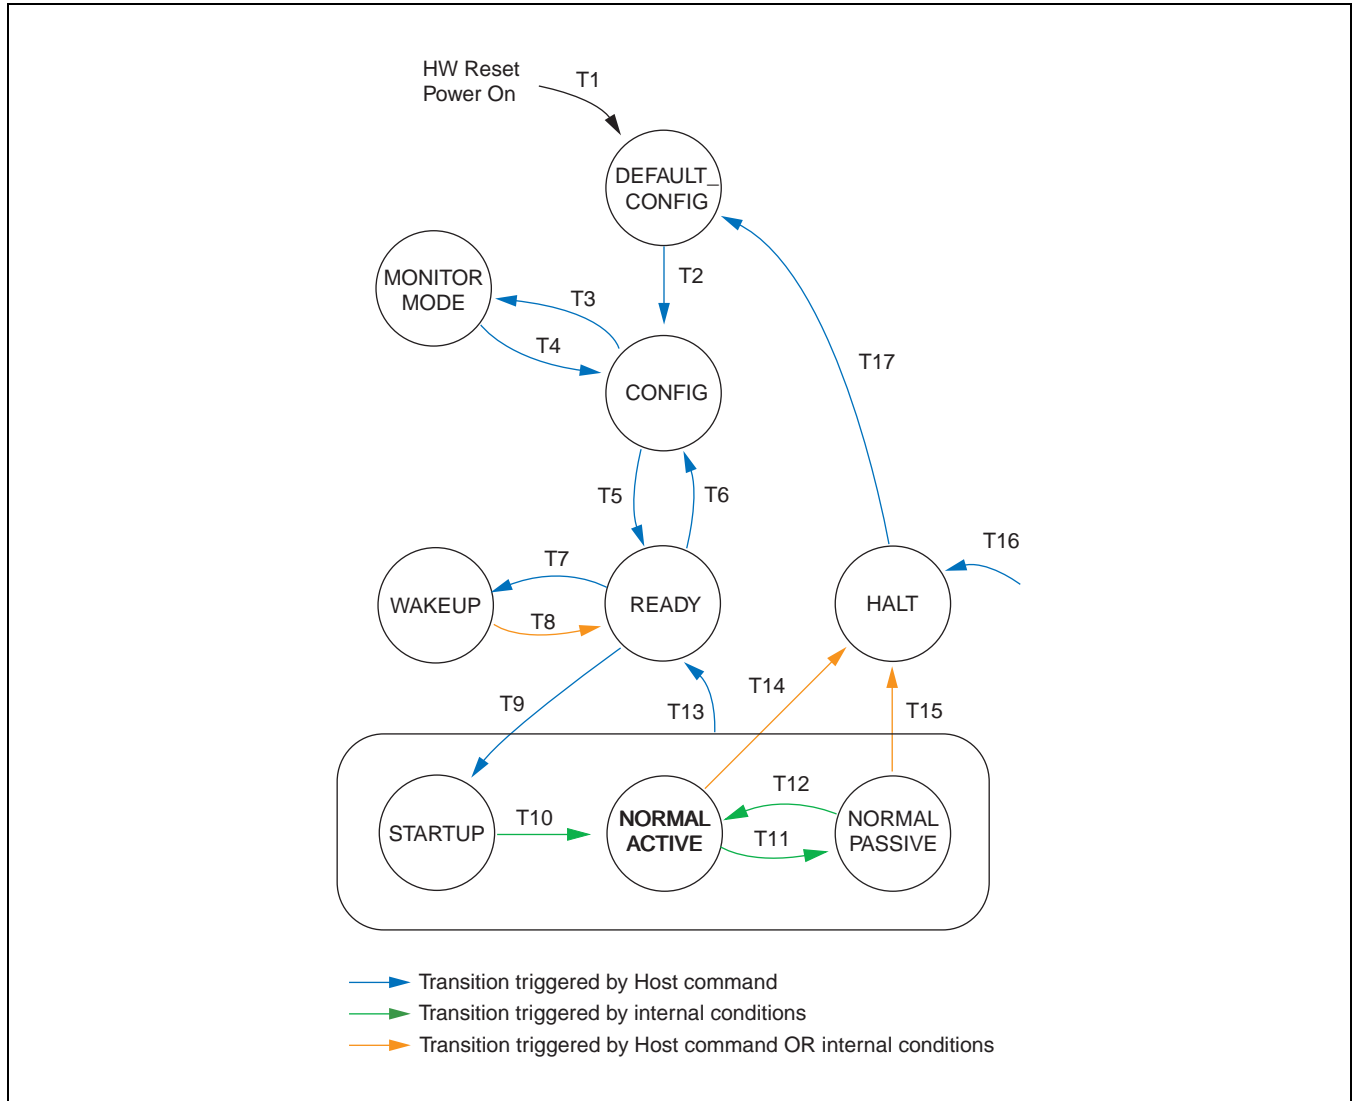 HW Reset
Power On
T1
DEFAULT_
CONFIG
T2
MONITOR
MODE
T3
T4
CONFIG
T17
T5
T6
T16
T7
WAKEUP
T8
READY
HALT
T9
T13
T14
T15
STARTUP
T10
NORMAL
ACTIVE
T12
T11
NORMAL
PASSIVE
Transition triggered by Host command
Transition triggered by internal conditions
Transition triggered by Host command OR internal conditions